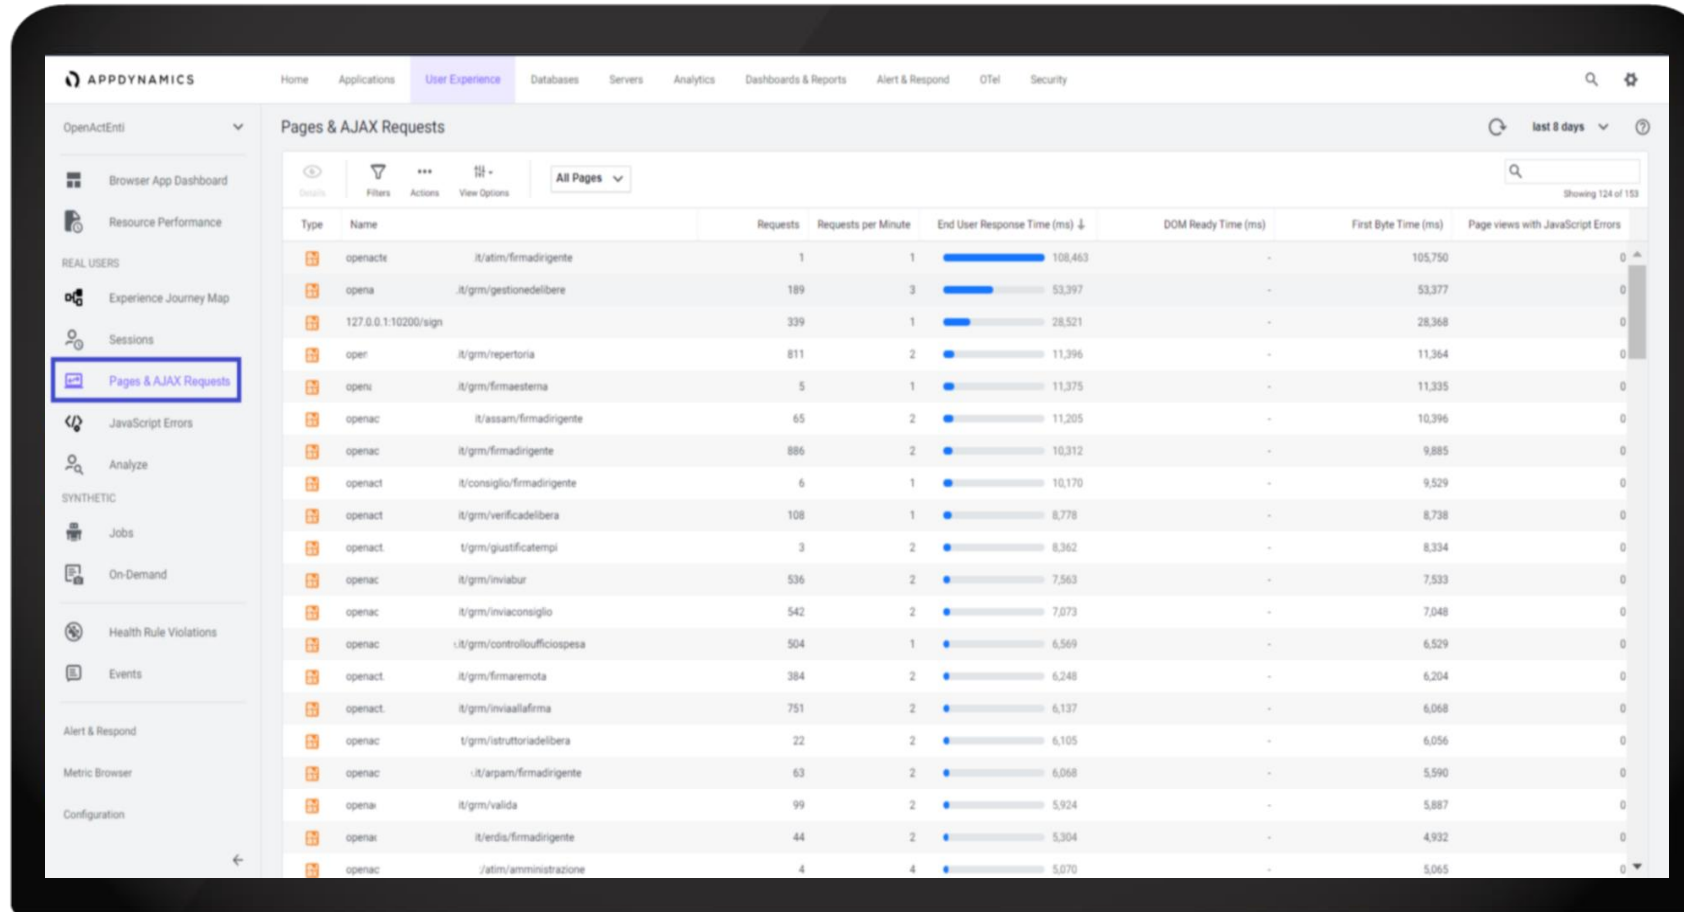 APPDYNAMICS
Home Applications User Experience Databases Servers Analytics Dashboards & Reports Alert & Respond OTel Security
OpenActEnti
Pages & AJAX Requests
last 8 days
Browser App Dashboard
Resource Performance
REAL USERS
Experience Journey Map
Sessions
Pages & AJAX Requests
JavaScript Errors
Analyze
SYNTHETIC
Jobs
On-Demand
Health Rule Violations
Events
Alert & Respond
Metric Browser
Configuration
Details Filters Actions View Options All Pages
Showing 124 of 153
Type Name Requests Requests per Minute End User Response Time (ms) ↓ DOM Ready Time (ms) First Byte Time (ms) Page views with JavaScript Errors
openacte .it/atim/firmadirigente 1 1 108,463 - 105,750 0
opena .it/grm/gestionedelibere 189 3 53,397 - 53,377 0
127.0.0.1:10200/sign 339 1 28,521 - 28,368 0
open .it/grm/repertoria 811 2 11,396 - 11,364 0
opena .it/grm/firmaesterna 5 1 11,375 - 11,335 0
openac it/assam/firmadirigente 65 2 11,205 - 10,396 0
openac it/grm/firmadirigente 886 2 10,312 - 9,885 0
openact it/consiglio/firmadirigente 6 1 10,170 - 9,529 0
openact it/grm/verificadelibera 108 1 8,778 - 8,738 0
openact. t/grm/giustificatempi 3 2 8,362 - 8,334 0
openac it/grm/inviabur 536 2 7,563 - 7,533 0
openac it/grm/inviaconsiglio 542 2 7,073 - 7,048 0
openac .it/grm/controlloufficiospesa 504 1 6,569 - 6,529 0
openact. it/grm/firmaremota 384 2 6,248 - 6,204 0
openact. it/grm/inviaallafirma 751 2 6,137 - 6,068 0
openac t/grm/istruttoriadelibera 22 2 6,105 - 6,056 0
openac .it/arpam/firmadirigente 63 2 6,068 - 5,590 0
opena it/grm/valida 99 2 5,924 - 5,887 0
openac it/erdis/firmadirigente 44 2 5,304 - 4,932 0
openac /atim/amministrazione 4 4 5,070 - 5,065 0